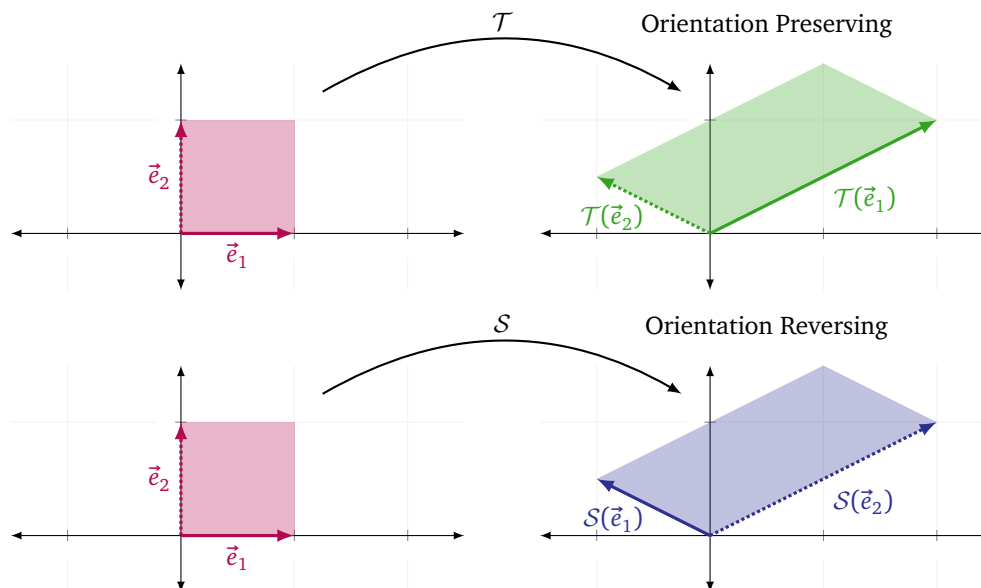 𝒯
Orientation Preserving
e⃗₂
e⃗₁
𝒯(e⃗₂)
𝒯(e⃗₁)
𝒮
Orientation Reversing
e⃗₂
e⃗₁
𝒮(e⃗₁)
𝒮(e⃗₂)